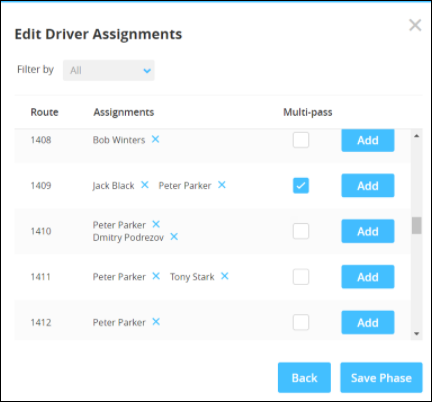 Edit Driver Assignments
Filter by All
Route Assignments Multi-pass
1408 Bob Winters Add
1409 Jack Black Peter Parker Add
1410 Peter Parker
Dmitry Podrezov Add
1411 Peter Parker Tony Stark Add
1412 Peter Parker Add
Back Save Phase